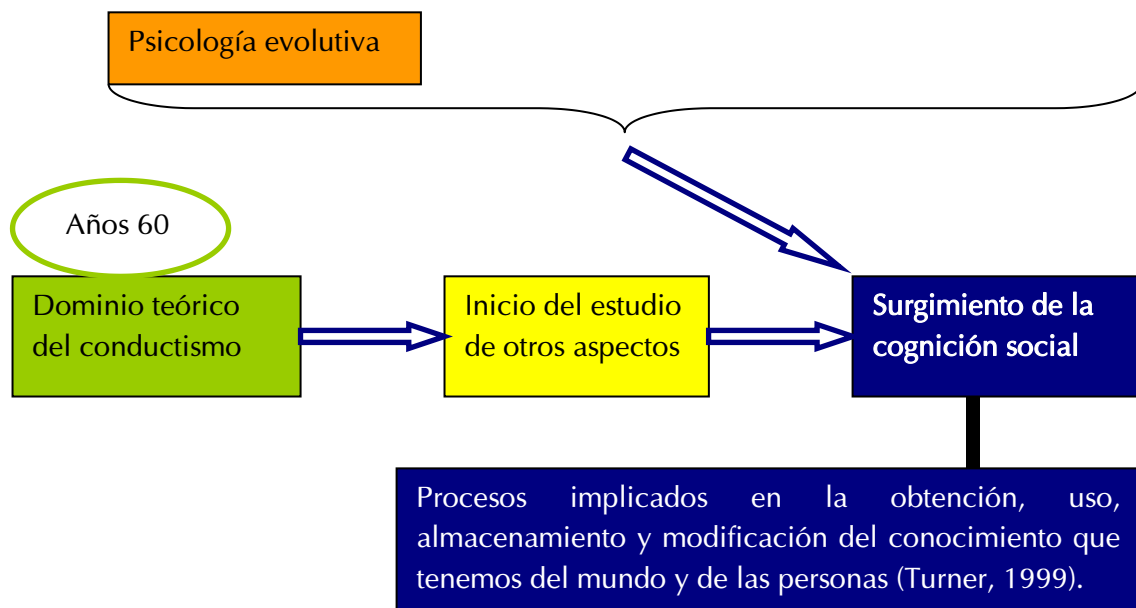 Psicología evolutiva
Años 60
Dominio teórico
del conductismo
Inicio del estudio
de otros aspectos
Surgimiento de la
cognición social
Procesos implicados en la obtención, uso,
almacenamiento y modificación del conocimiento que
tenemos del mundo y de las personas (Turner, 1999).